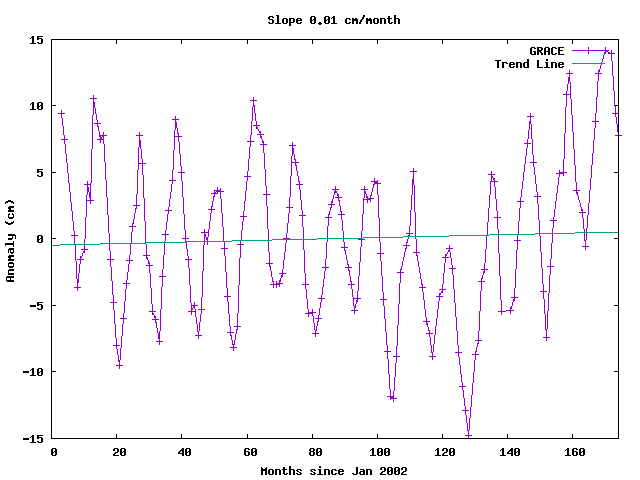 Slope 0.01 cm/month
GRACE
Trend Line
15
10
5
0
-5
-10
-15
Anomaly (cm)
0 20 40 60 80 100 120 140 160
Months since Jan 2002